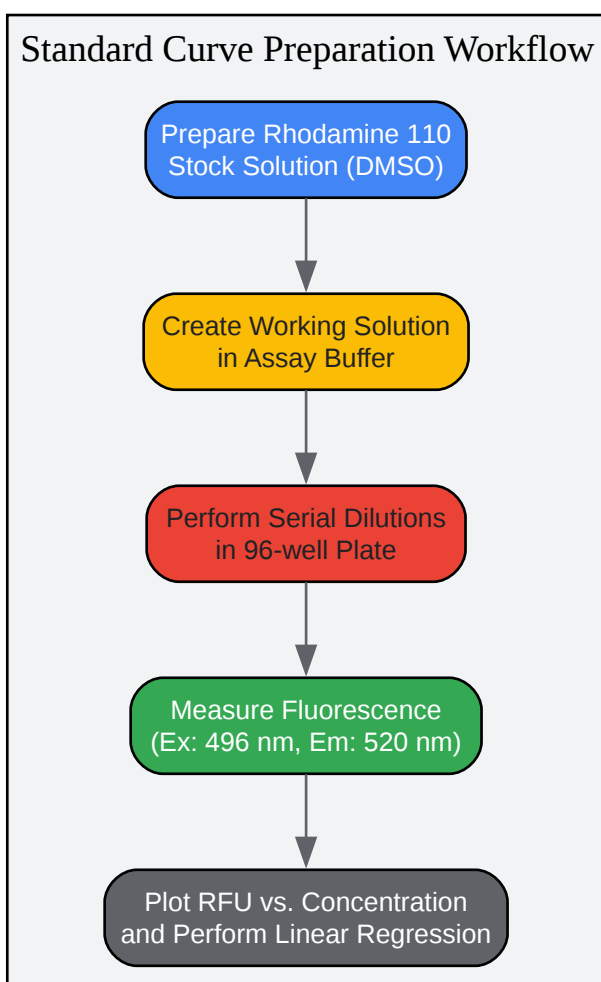 Standard Curve Preparation Workflow
Prepare Rhodamine 110
Stock Solution (DMSO)
Create Working Solution
in Assay Buffer
Perform Serial Dilutions
in 96-well Plate
Measure Fluorescence
(Ex: 496 nm, Em: 520 nm)
Plot RFU vs. Concentration
and Perform Linear Regression